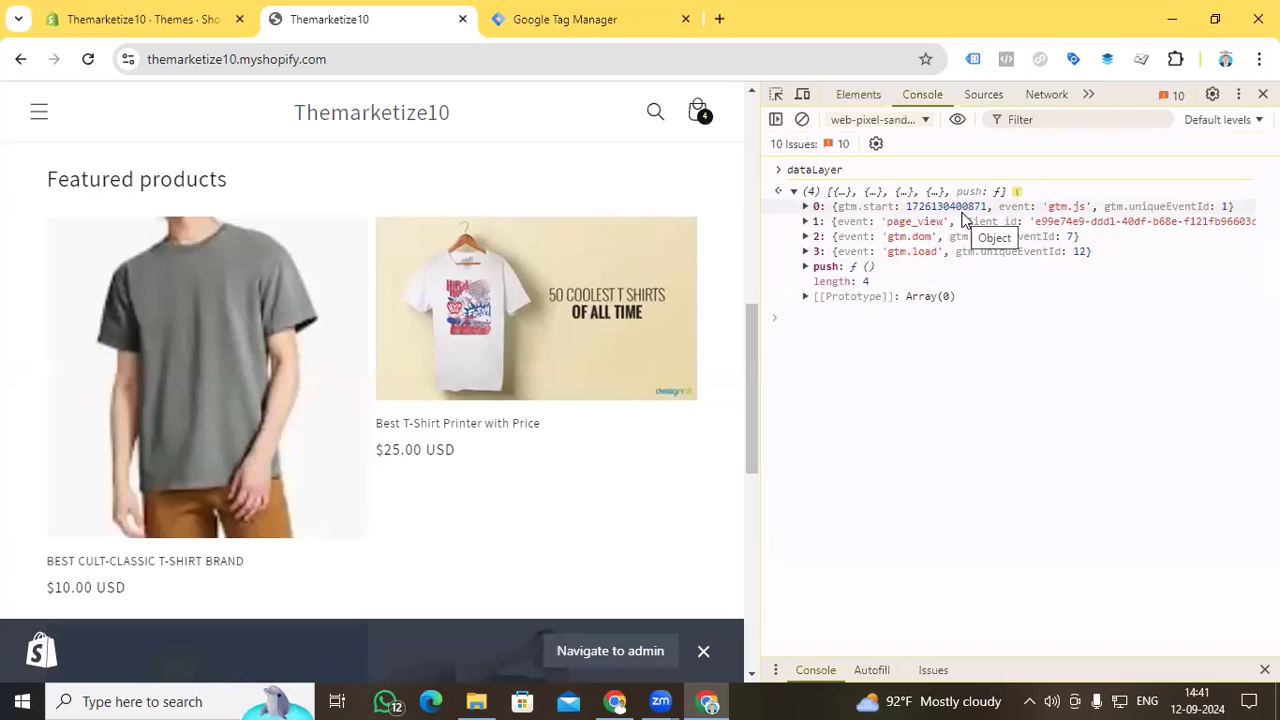 Themarketize10 · Themes · Sho
Themarketize10
Google Tag Manager
themarketize10.myshopify.com
Themarketize10
4
Featured products
50 COOLEST T SHIRTS
OF ALL TIME
Best T-Shirt Printer with Price
$25.00 USD
BEST CULT-CLASSIC T-SHIRT BRAND
$10.00 USD
Navigate to admin
Elements
Console
Sources
Network
10
web-pixel-sand...
Filter
Default levels
10 Issues:
10
dataLayer
(4) [{…}, {…}, {…}, {…}, push: ƒ]
0: {gtm.start: 1726130400871, event: 'gtm.js', gtm.uniqueEventId: 1}
1: {event: 'page_view', client_id: 'e99e74e9-ddd1-40df-b68e-f121fb96603c
2: {event: 'gtm.dom', gtm EventId: 7}
3: {event: 'gtm.load', gtm.uniqueEventId: 12}
Object
push: ƒ ()
length: 4
[[Prototype]]: Array(0)
Console
Autofill
Issues
Type here to search
12
zm
92°F Mostly cloudy
ENG
14:41
12-09-2024